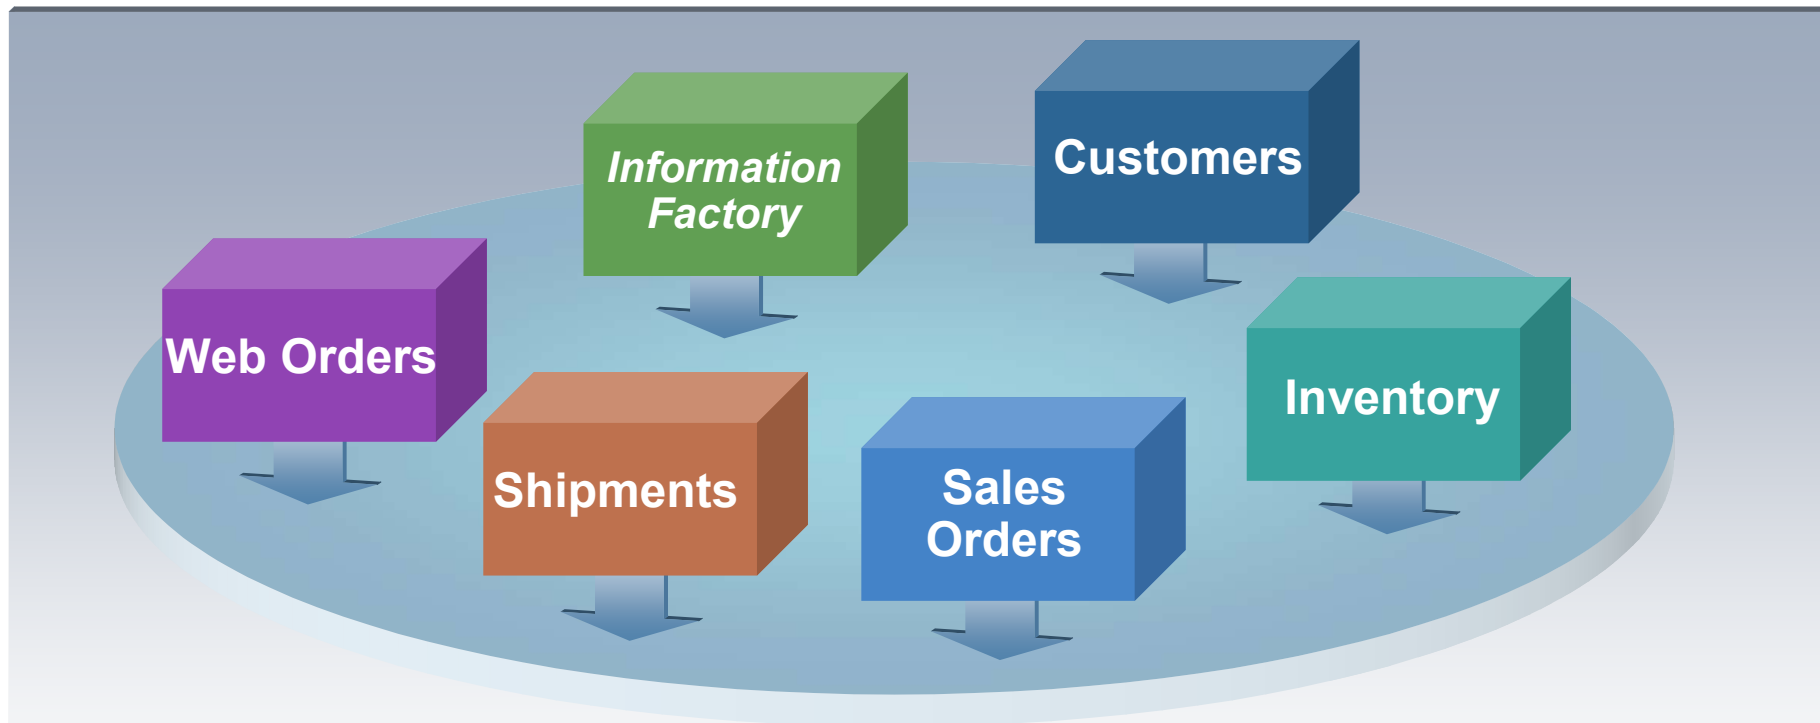 Information
Factory
Customers
Web Orders
Inventory
Shipments
Sales
Orders